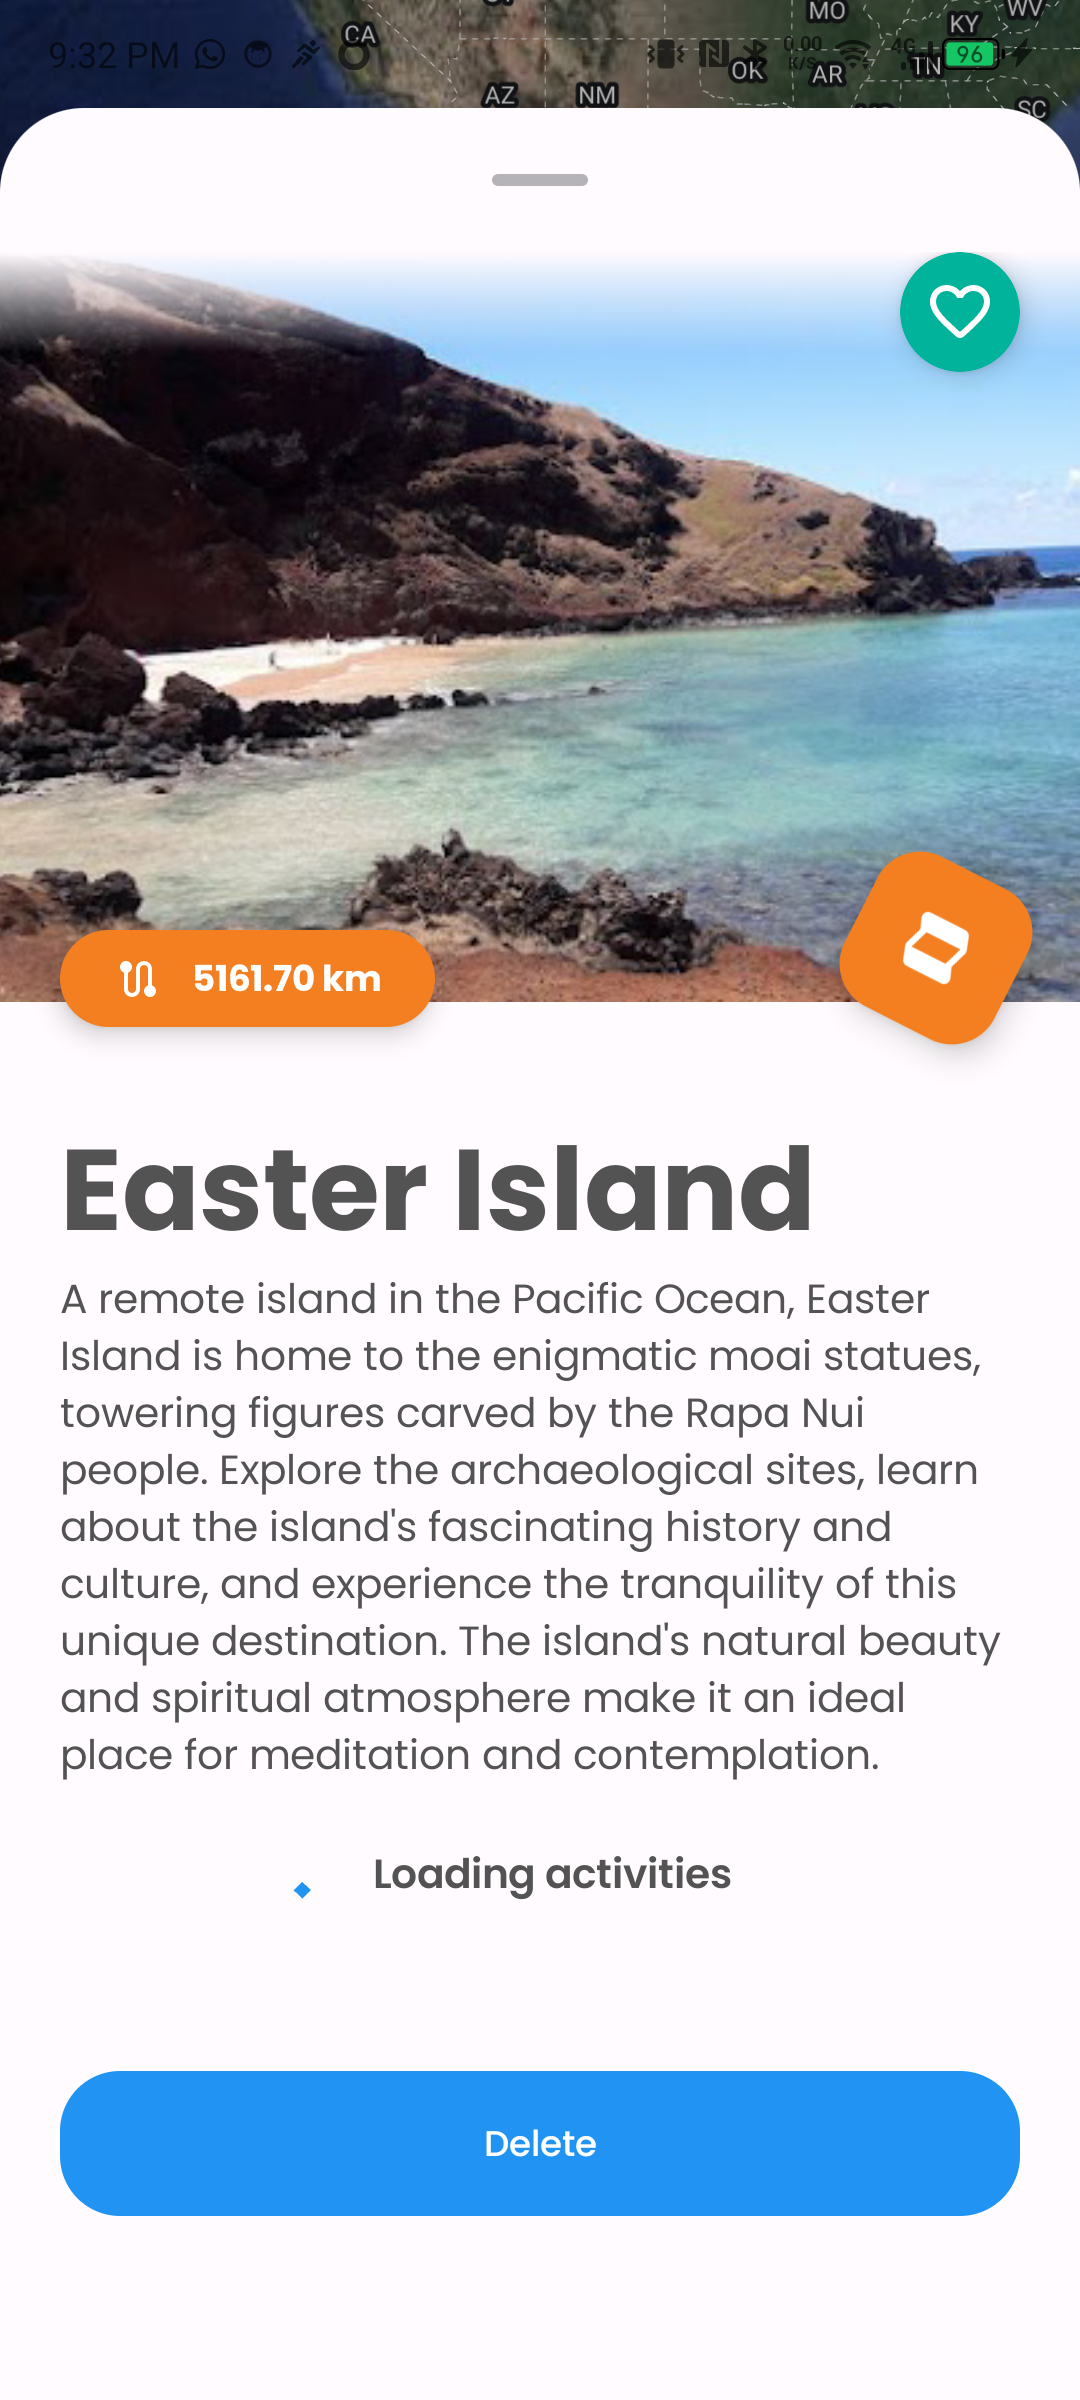 CA
MO
KY
WV
9:32 PM
0.00
K/S
4G
96
OK
AR
TN
AZ
NM
SC
5161.70 km
Easter Island
A remote island in the Pacific Ocean, Easter
Island is home to the enigmatic moai statues,
towering figures carved by the Rapa Nui
people. Explore the archaeological sites, learn
about the island's fascinating history and
culture, and experience the tranquility of this
unique destination. The island's natural beauty
and spiritual atmosphere make it an ideal
place for meditation and contemplation.
Loading activities
Delete